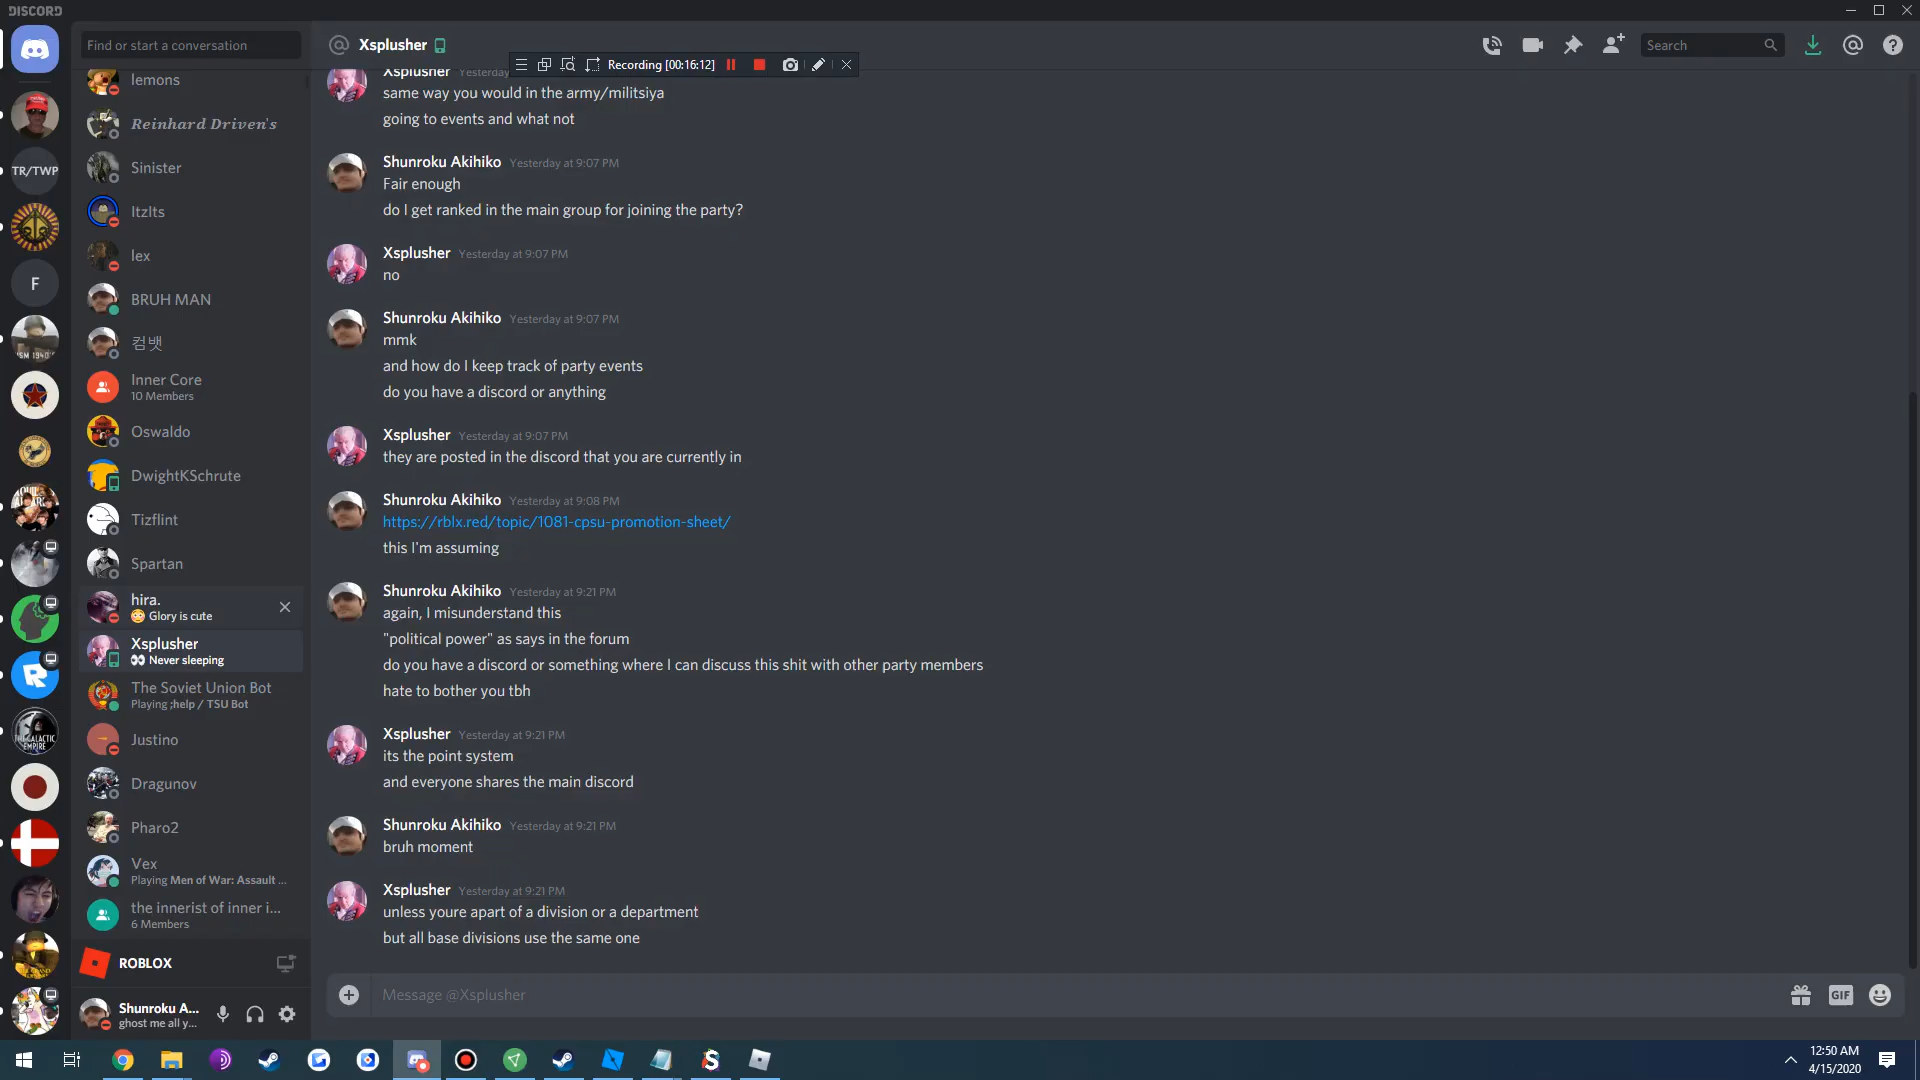 DISCORD
Find or start a conversation
lemons
Reinhard Driven's
Sinister
ItzIts
lex
BRUH MAN
컴뱃
Inner Core
10 Members
Oswaldo
DwightKSchrute
Tizflint
Spartan
hira.
Glory is cute
Xsplusher
Never sleeping
The Soviet Union Bot
Playing ;help / TSU Bot
Justino
Dragunov
Pharo2
Vex
Playing Men of War: Assault ...
the innerist of inner i...
6 Members
ROBLOX
Shunroku A...
ghost me all y...
TR/TWP
F
Xsplusher
Recording [00:16:12]
Search
Xsplusher
same way you would in the army/militsiya
going to events and what not
Shunroku Akihiko Yesterday at 9:07 PM
Fair enough
do I get ranked in the main group for joining the party?
Xsplusher Yesterday at 9:07 PM
no
Shunroku Akihiko Yesterday at 9:07 PM
mmk
and how do I keep track of party events
do you have a discord or anything
Xsplusher Yesterday at 9:07 PM
they are posted in the discord that you are currently in
Shunroku Akihiko Yesterday at 9:08 PM
https://rblx.red/topic/1081-cpsu-promotion-sheet/
this I'm assuming
Shunroku Akihiko Yesterday at 9:21 PM
again, I misunderstand this
"political power" as says in the forum
do you have a discord or something where I can discuss this shit with other party members
hate to bother you tbh
Xsplusher Yesterday at 9:21 PM
its the point system
and everyone shares the main discord
Shunroku Akihiko Yesterday at 9:21 PM
bruh moment
Xsplusher Yesterday at 9:21 PM
unless youre apart of a division or a department
but all base divisions use the same one
Message @Xsplusher
GIF
12:50 AM
4/15/2020